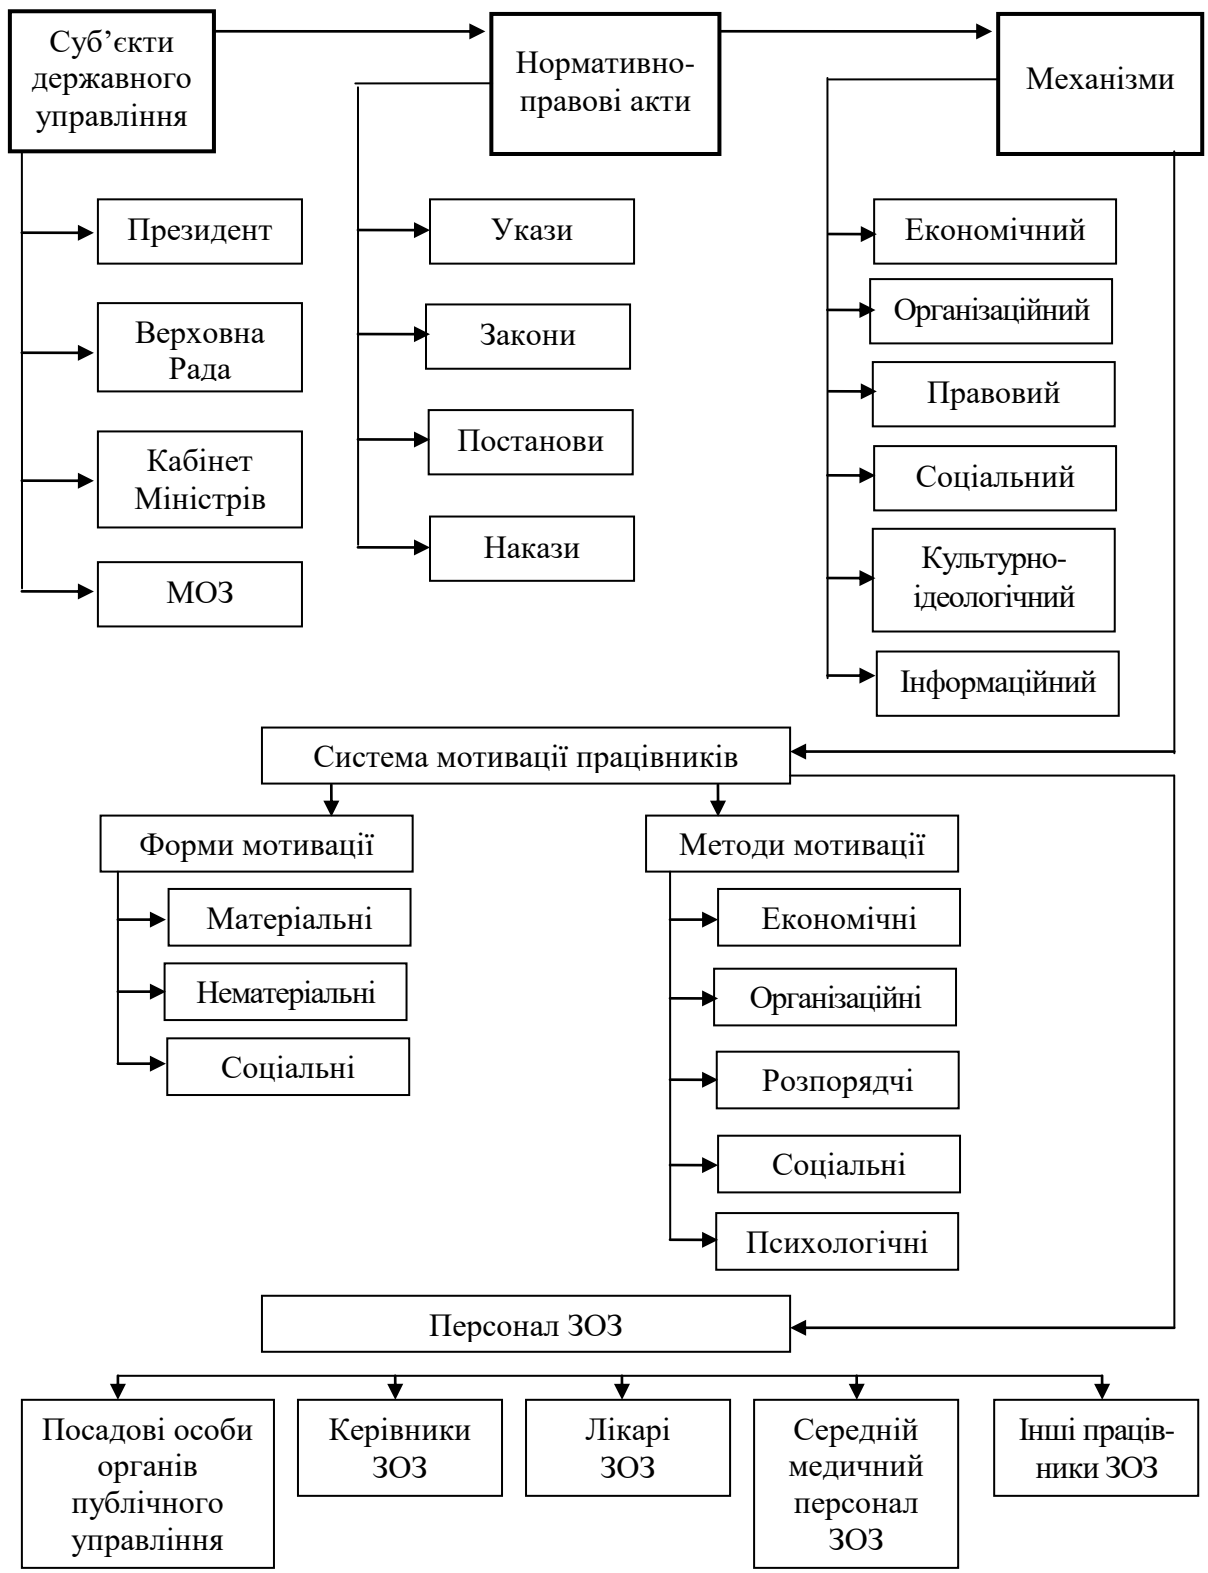 Суб’єкти
державного
управління
Нормативно-
правові акти
Механізми
Президент
Верховна
Рада
Кабінет
Міністрів
МОЗ
Укази
Закони
Постанови
Накази
Економічний
Організаційний
Правовий
Соціальний
Культурно-
ідеологічний
Інформаційний
Система мотивації працівників
Форми мотивації
Матеріальні
Нематеріальні
Соціальні
Методи мотивації
Економічні
Організаційні
Розпорядчі
Соціальні
Психологічні
Персонал ЗОЗ
Посадові особи
органів
публічного
управління
Керівники
ЗОЗ
Лікарі
ЗОЗ
Середній
медичний
персонал
ЗОЗ
Інші праців-
ники ЗОЗ